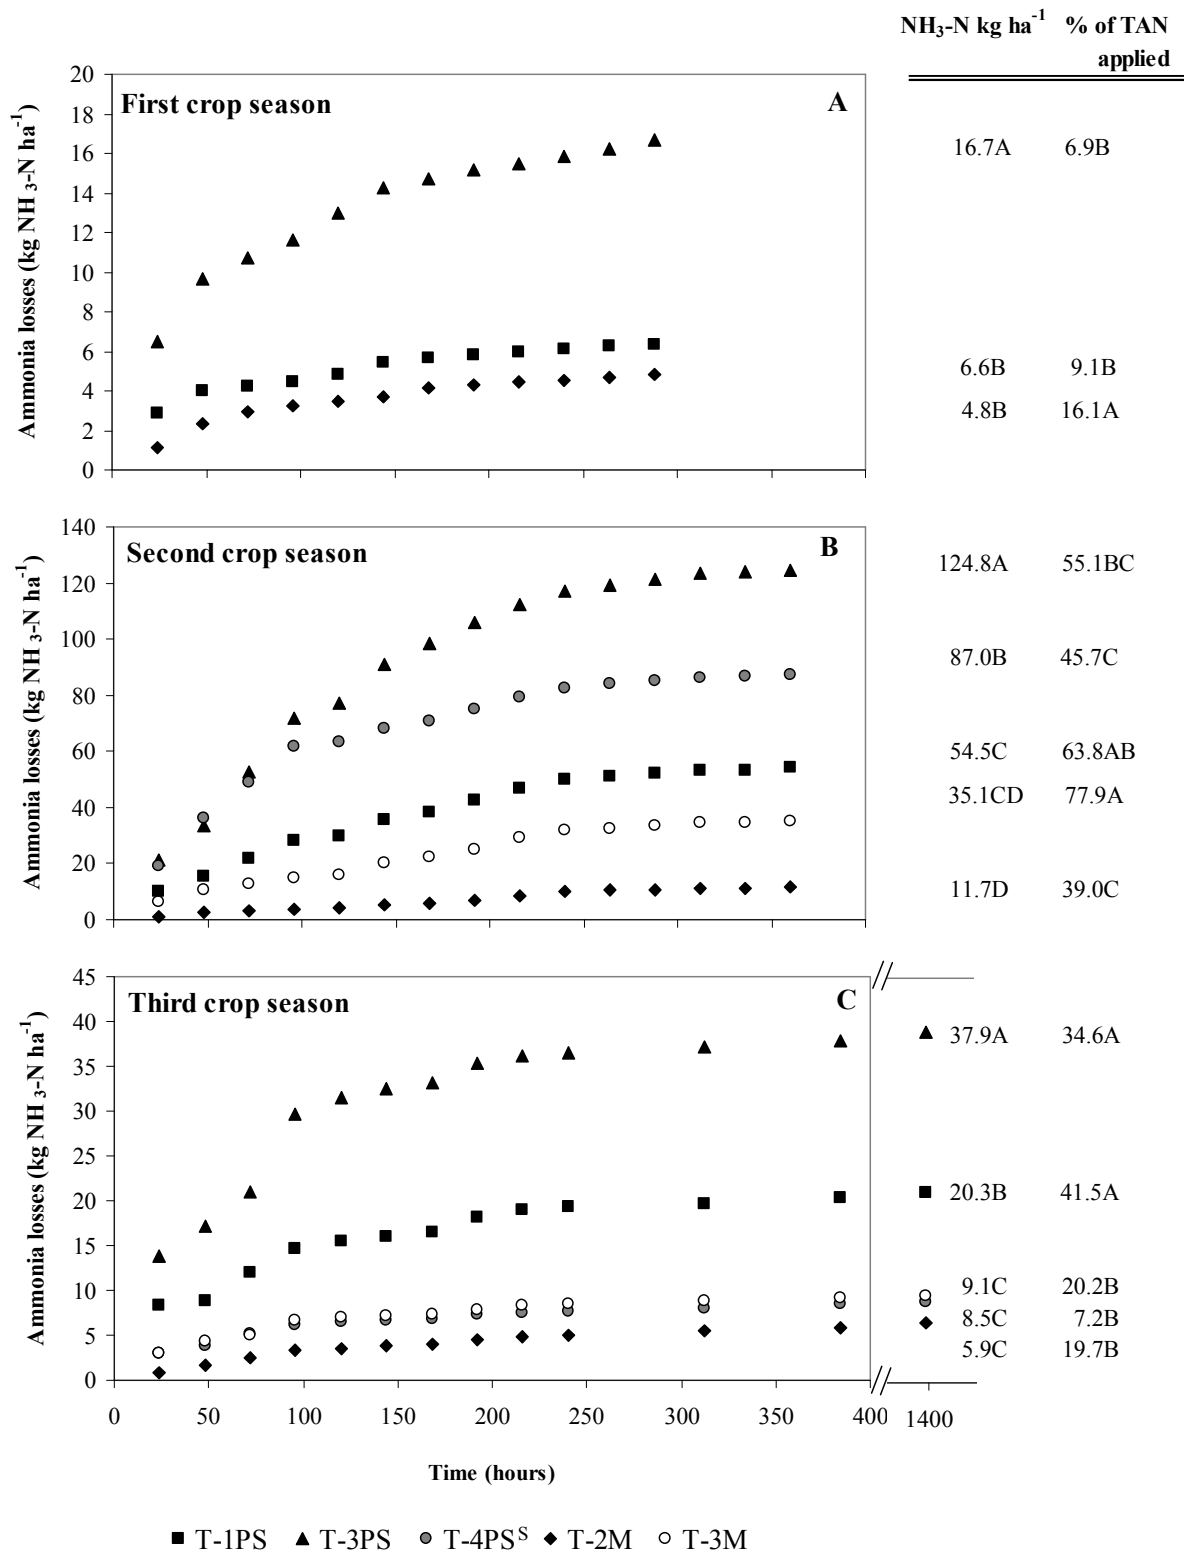 NH₃-N kg ha⁻¹ % of TAN
applied
First crop season A
Ammonia losses (kg NH ₃-N ha⁻¹)
20
18
16
14
12
10
8
6
4
2
0
16.7A 6.9B
6.6B 9.1B
4.8B 16.1A
Second crop season B
Ammonia losses (kg NH ₃-N ha⁻¹)
140
120
100
80
60
40
20
0
124.8A 55.1BC
87.0B 45.7C
54.5C 63.8AB
35.1CD 77.9A
11.7D 39.0C
Third crop season C
Ammonia losses (kg NH ₃-N ha⁻¹)
45
40
35
30
25
20
15
10
5
0
37.9A 34.6A
20.3B 41.5A
9.1C 20.2B
8.5C 7.2B
5.9C 19.7B
0 50 100 150 200 250 300 350 400 1400
Time (hours)
T-1PS T-3PS T-4PSˢ T-2M T-3M